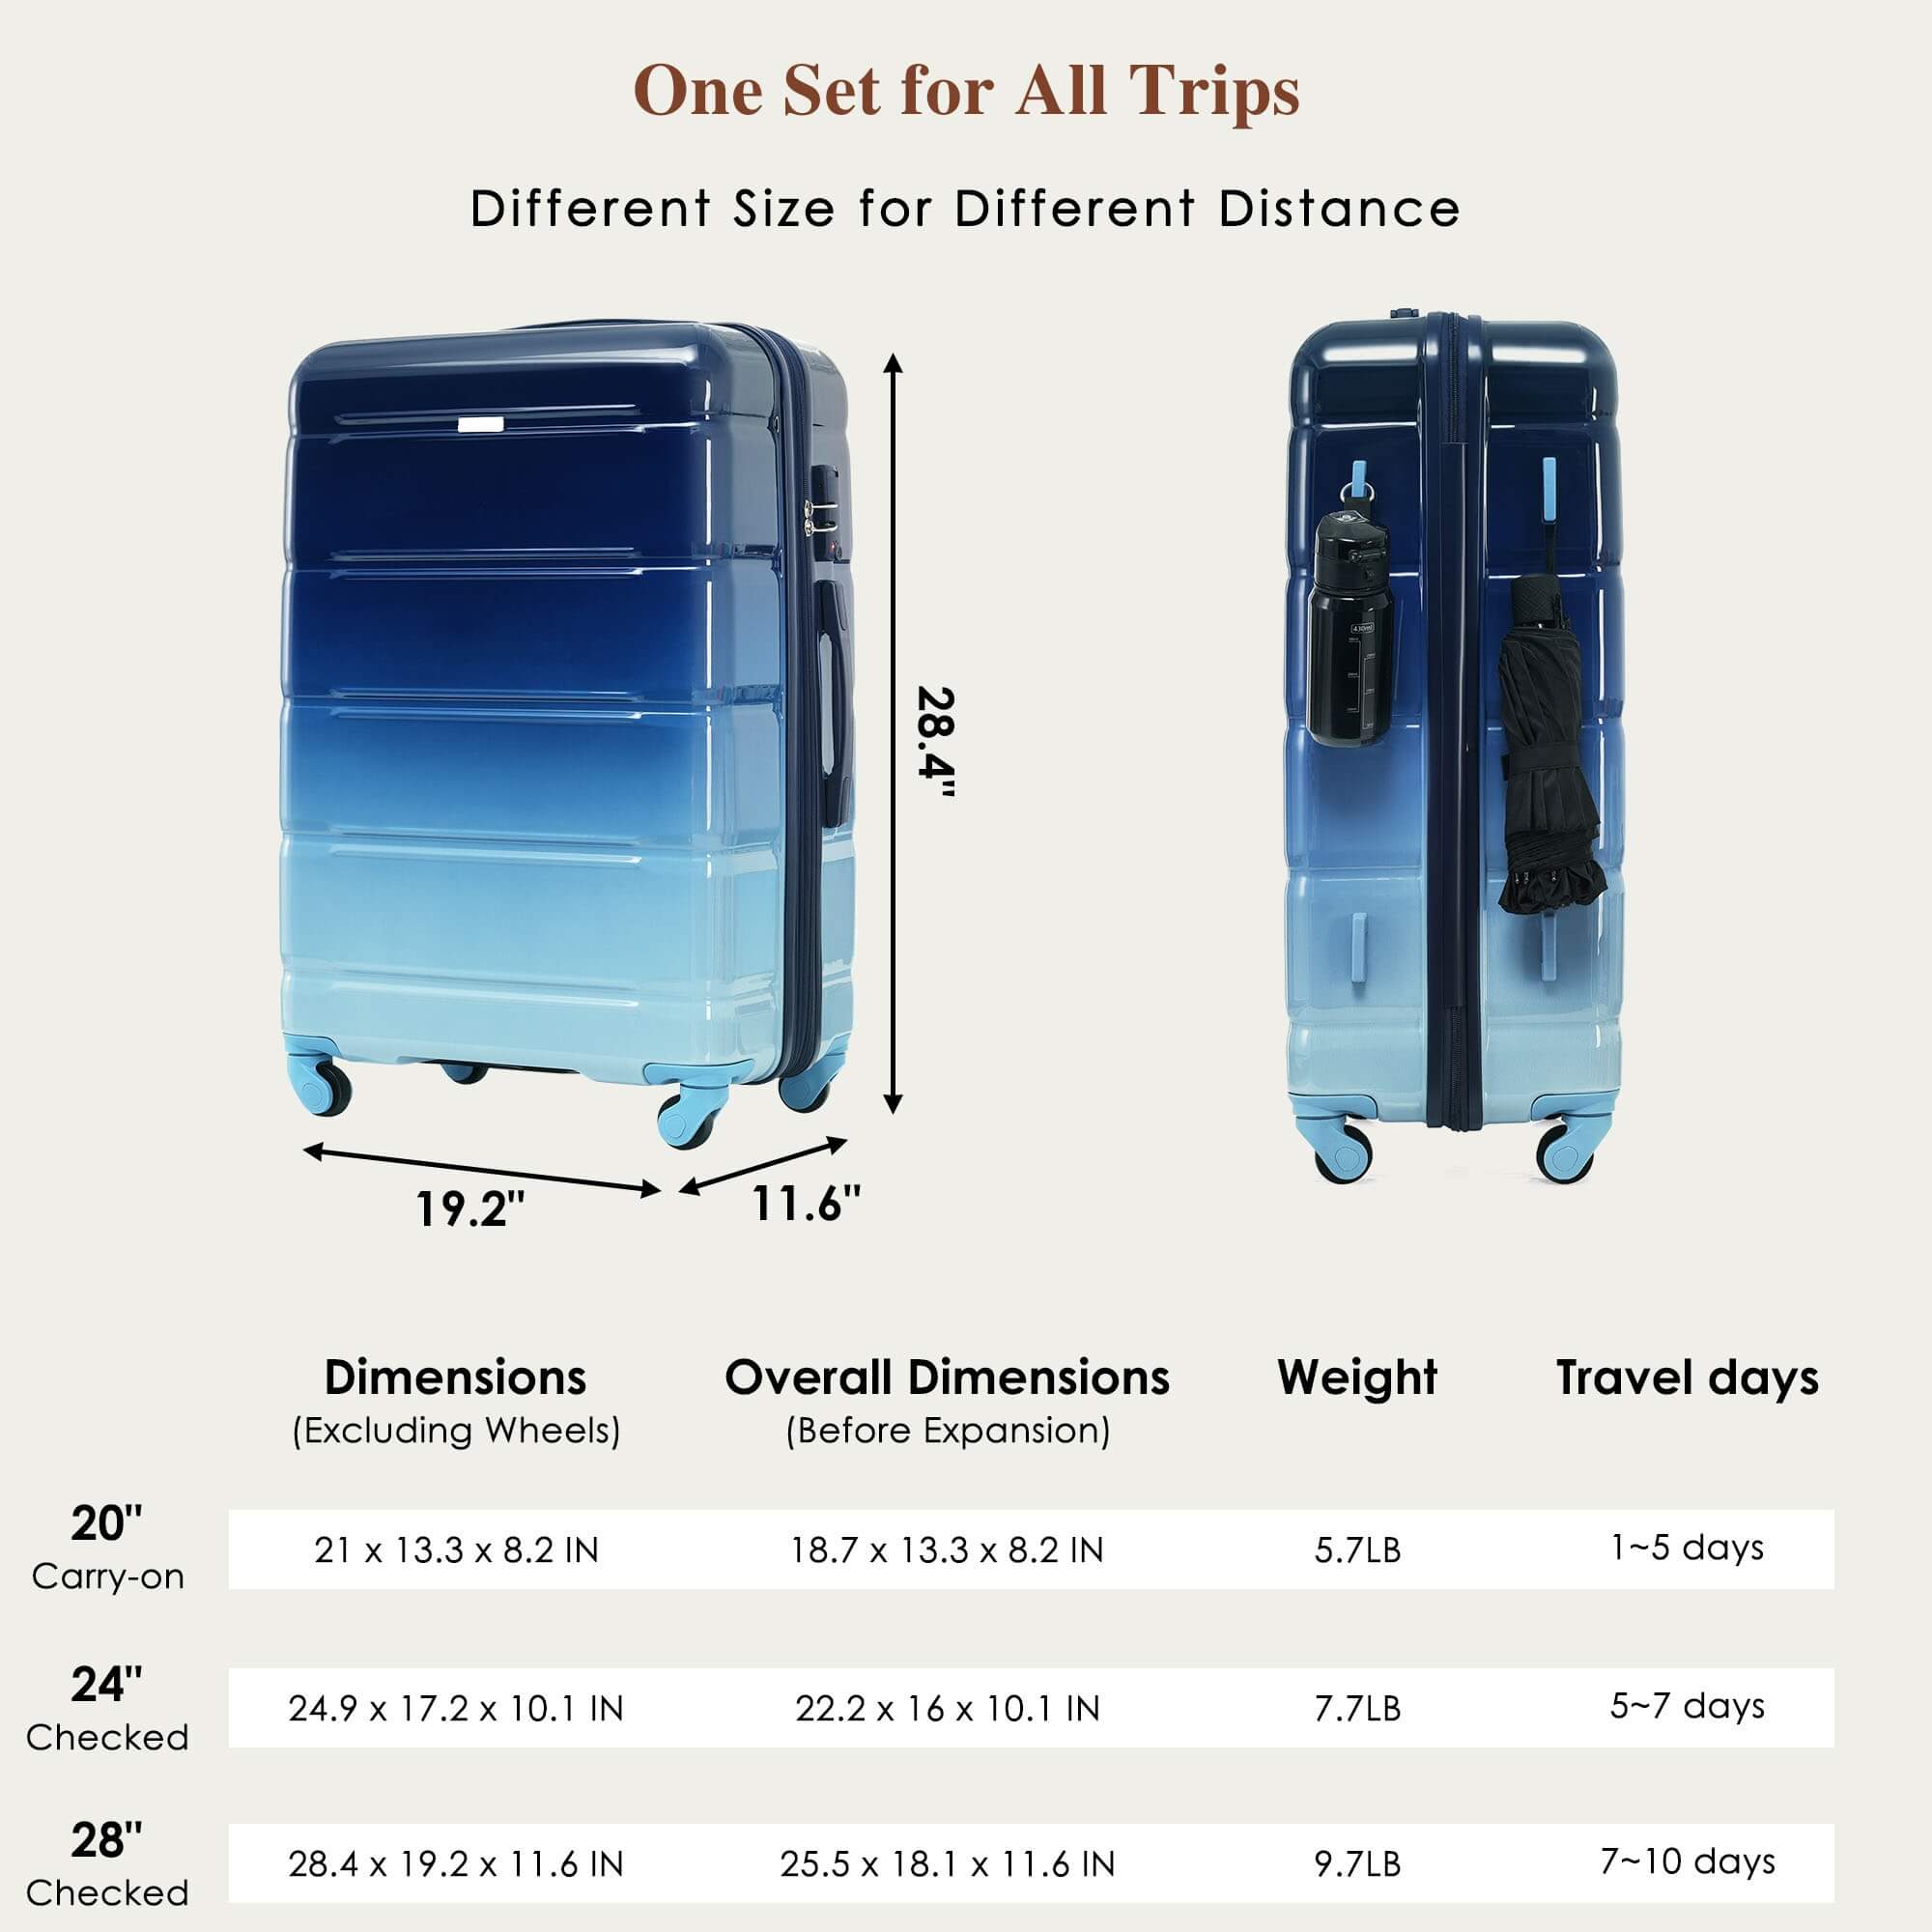 One Set for All Trips
Different Size for Different Distance
28.4"
19.2"
11.6"
430ml
Dimensions Overall Dimensions Weight Travel days
(Excluding Wheels) (Before Expansion)
20"
Carry-on
21 x 13.3 x 8.2 IN 18.7 x 13.3 x 8.2 IN 5.7LB 1~5 days
24"
Checked
24.9 x 17.2 x 10.1 IN 22.2 x 16 x 10.1 IN 7.7LB 5~7 days
28"
Checked
28.4 x 19.2 x 11.6 IN 25.5 x 18.1 x 11.6 IN 9.7LB 7~10 days